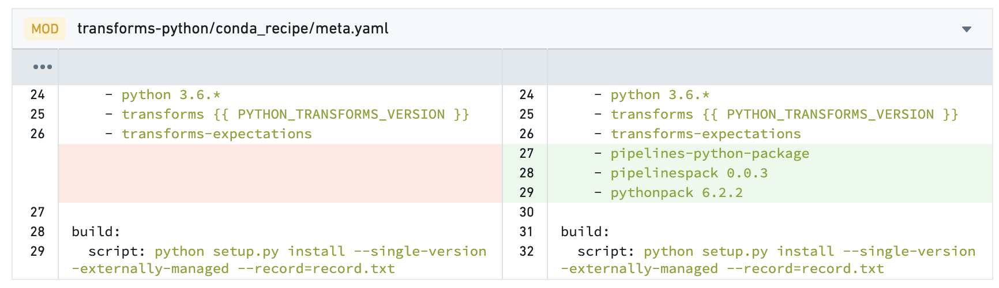 MOD transforms-python/conda_recipe/meta.yaml
•••
24 - python 3.6.* 24 - python 3.6.*
25 - transforms {{ PYTHON_TRANSFORMS_VERSION }} 25 - transforms {{ PYTHON_TRANSFORMS_VERSION }}
26 - transforms-expectations 26 - transforms-expectations
27 - pipelines-python-package
28 - pipelinespack 0.0.3
29 - pythonpack 6.2.2
27 30
28 build: 31 build:
29 script: python setup.py install --single-version 32 script: python setup.py install --single-version
-externally-managed --record=record.txt -externally-managed --record=record.txt